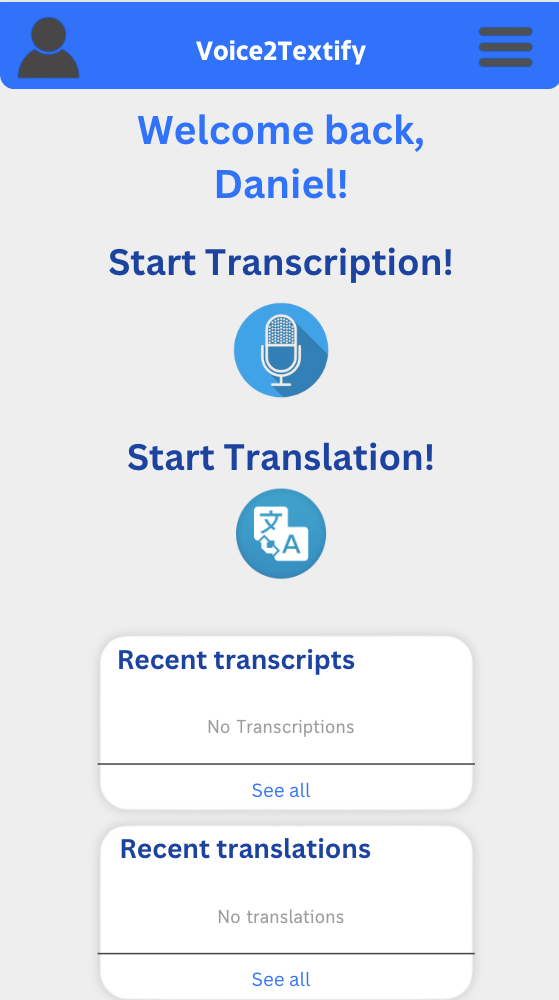 Voice2Textify
Welcome back,
Daniel!
Start Transcription!
Start Translation!
文
A
Recent transcripts
No Transcriptions
See all
Recent translations
No translations
See all